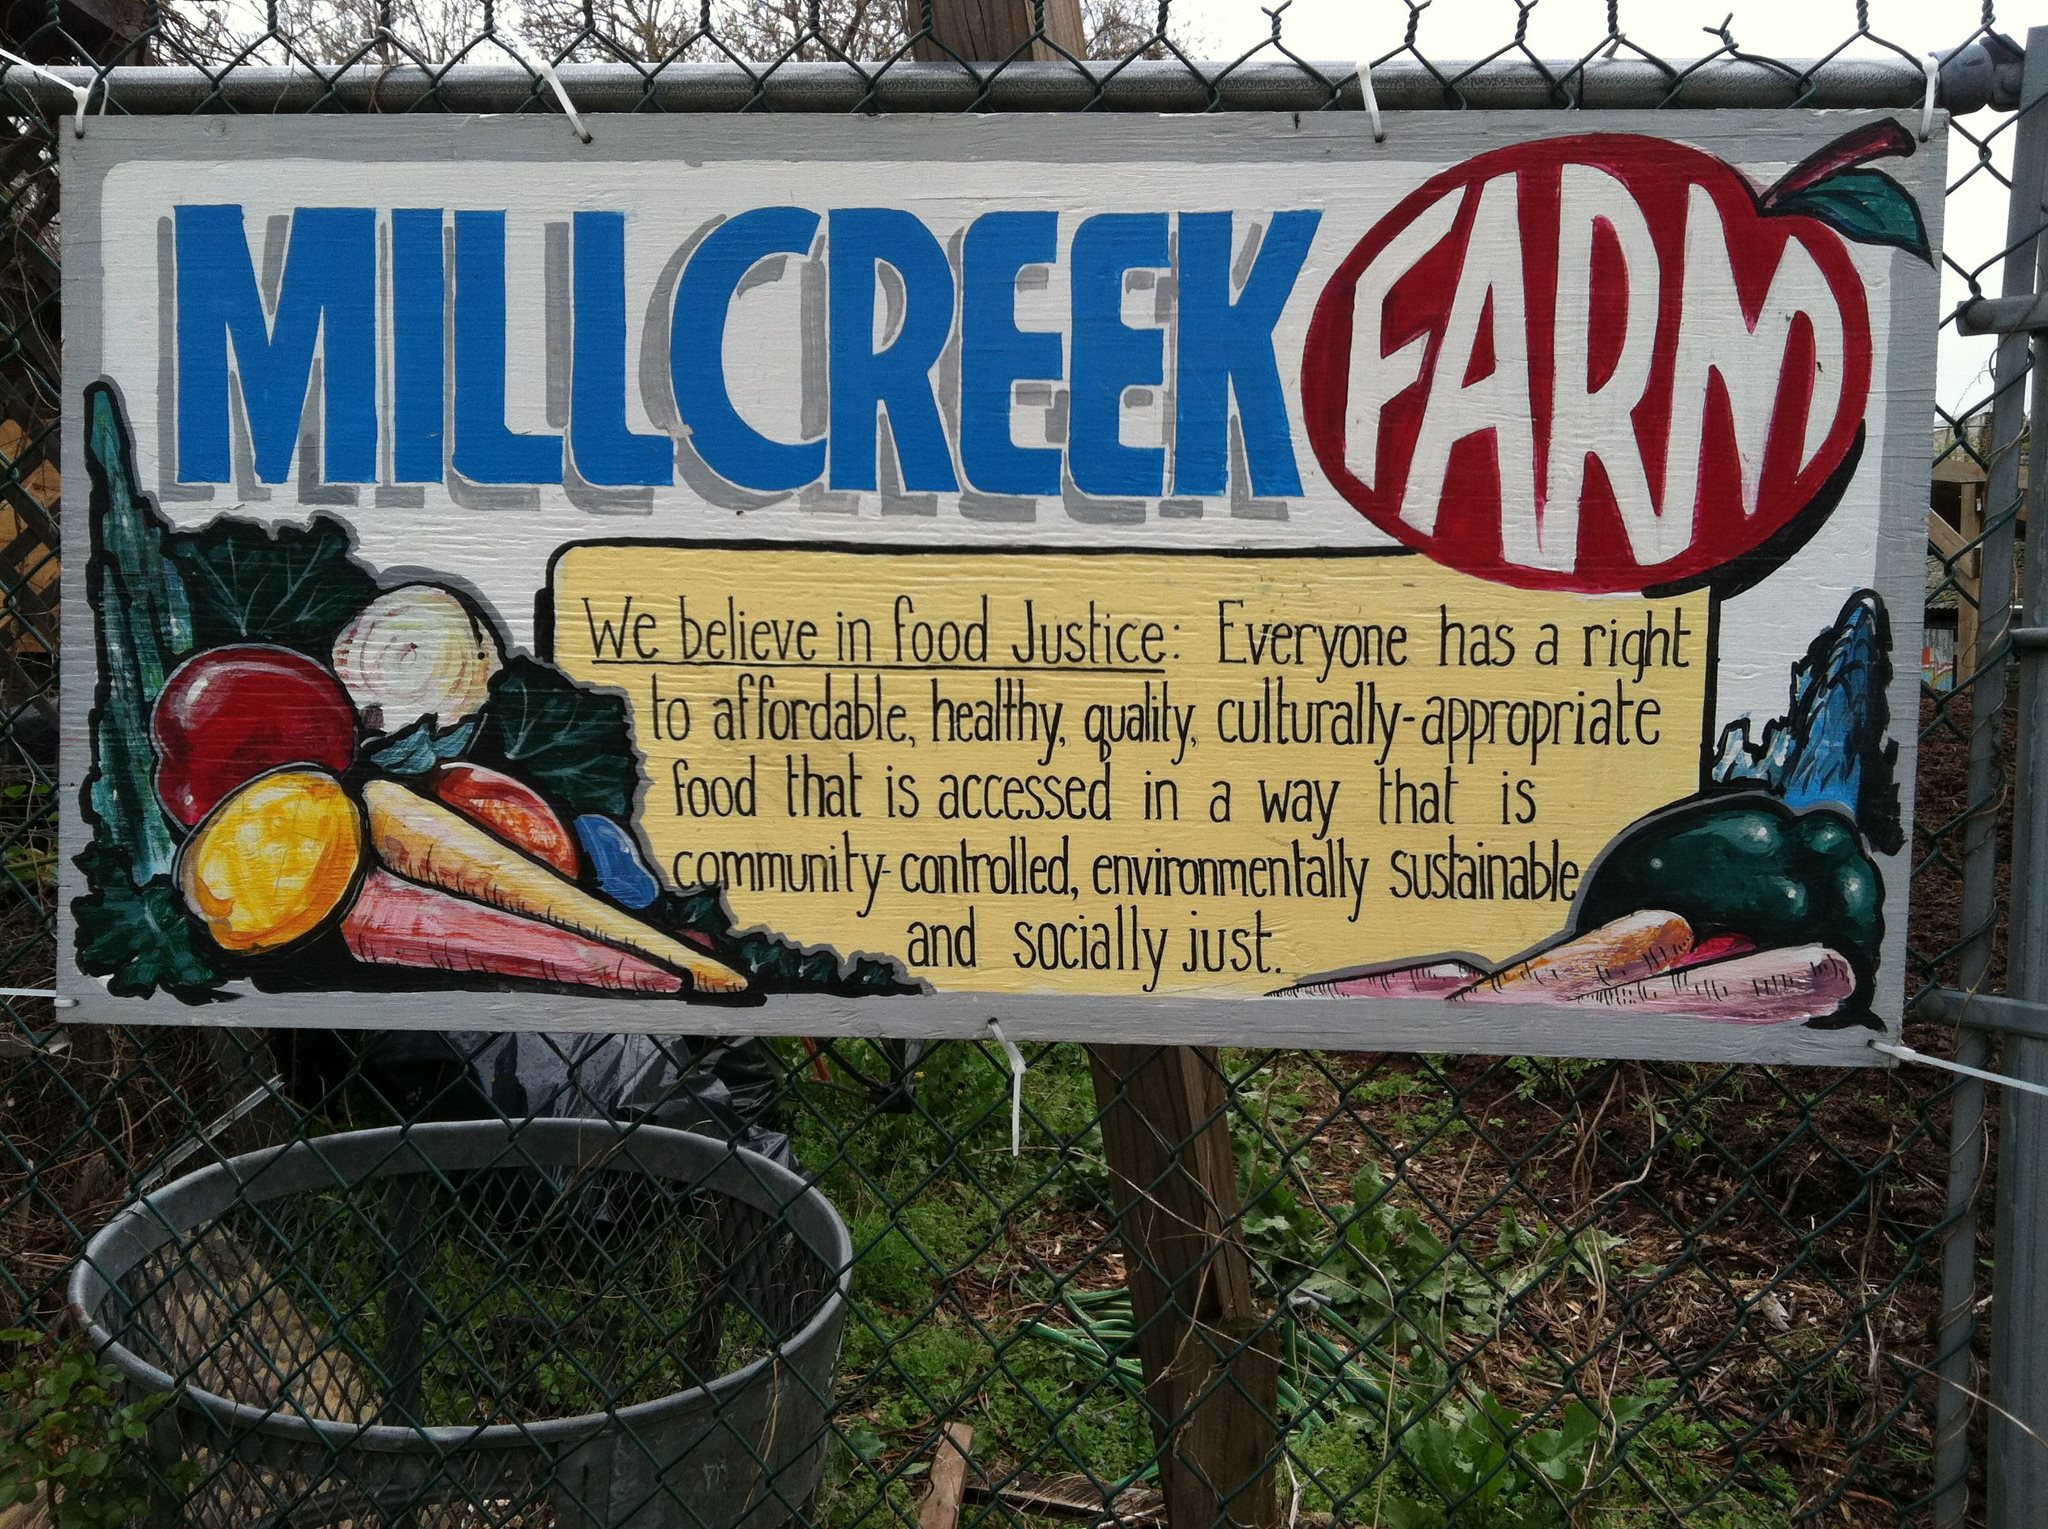 MILLCREEK FARM
We believe in food Justice: Everyone has a right
to affordable, healthy, quality, culturally-appropriate
food that is accessed in a way that is
community-controlled, environmentally sustainable
and socially just.